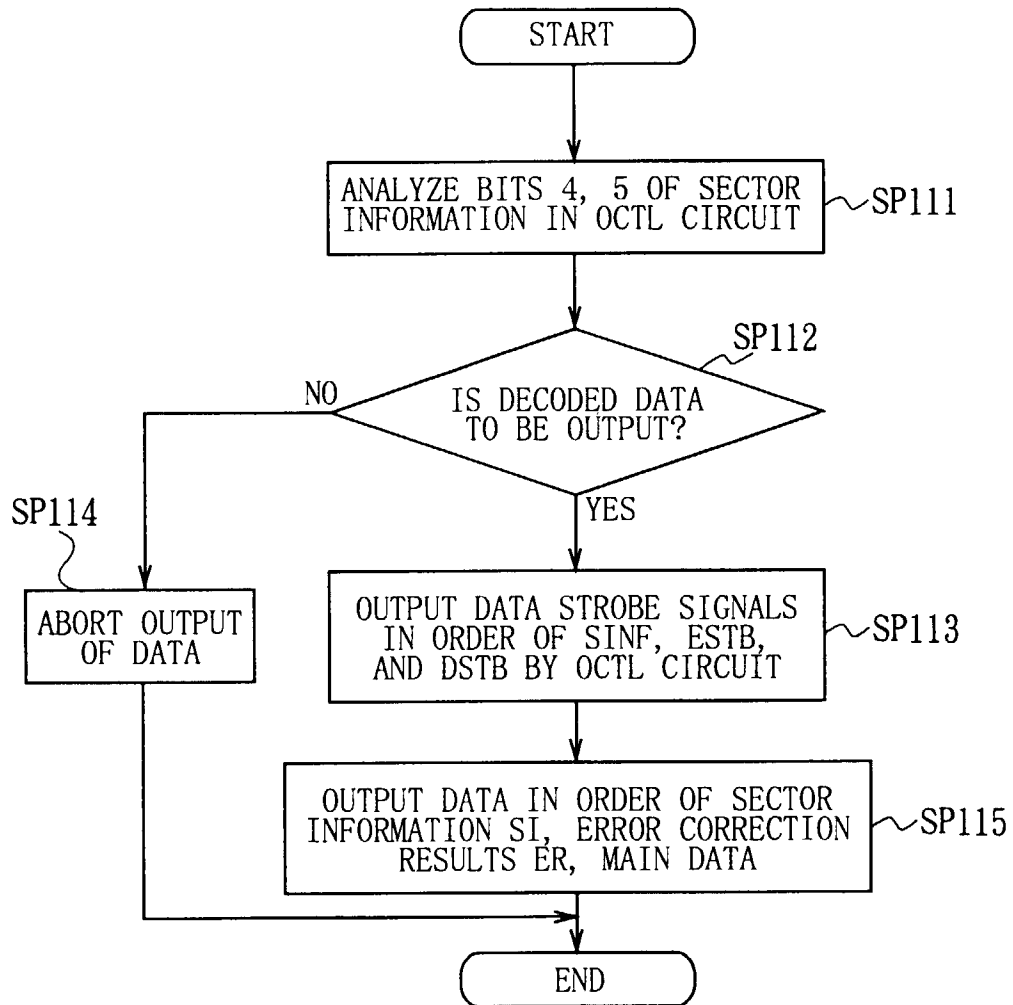 START
ANALYZE BITS 4, 5 OF SECTOR
INFORMATION IN OCTL CIRCUIT
SP111
SP112
NO
IS DECODED DATA
TO BE OUTPUT?
YES
SP114
ABORT OUTPUT
OF DATA
OUTPUT DATA STROBE SIGNALS
IN ORDER OF SINF, ESTB,
AND DSTB BY OCTL CIRCUIT
SP113
OUTPUT DATA IN ORDER OF SECTOR
INFORMATION SI, ERROR CORRECTION
RESULTS ER, MAIN DATA
SP115
END